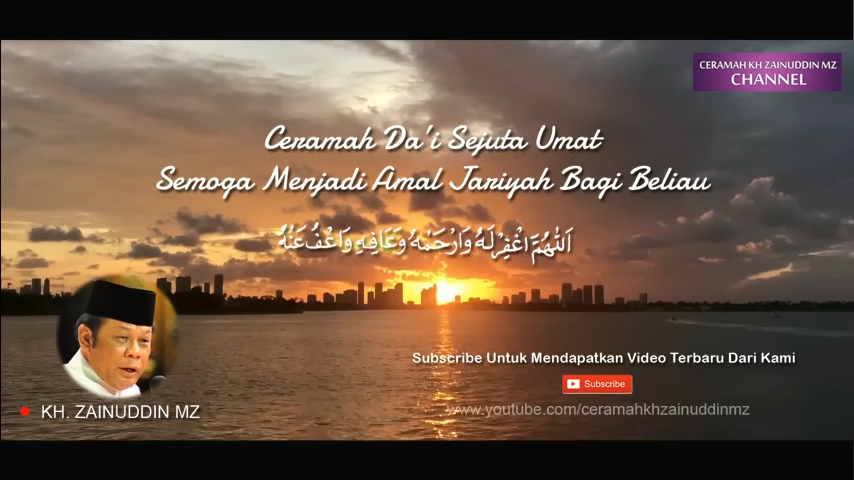 CERAMAH KH ZAINUDDIN MZ
CHANNEL
Ceramah Da'i Sejuta Umat
Semoga Menjadi Amal Jariyah Bagi Beliau
اَللّٰهُمَّ اغْفِرْلَهُ وَارْحَمْهُ وَعَافِهِ وَاعْفُ عَنْهُ
Subscribe Untuk Mendapatkan Video Terbaru Dari Kami
Subscribe
www.youtube.com/ceramahkhzainuddinmz
KH. ZAINUDDIN MZ